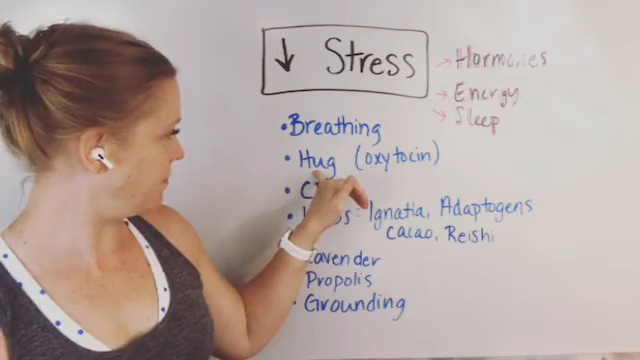 ↓ Stress
→ Hormones
→ Energy
→ Sleep
• Breathing
• Hug (oxytocin)
•
• : Ignatia, Adaptogens
Cacao, Reishi
Lavender
Propolis
• Grounding